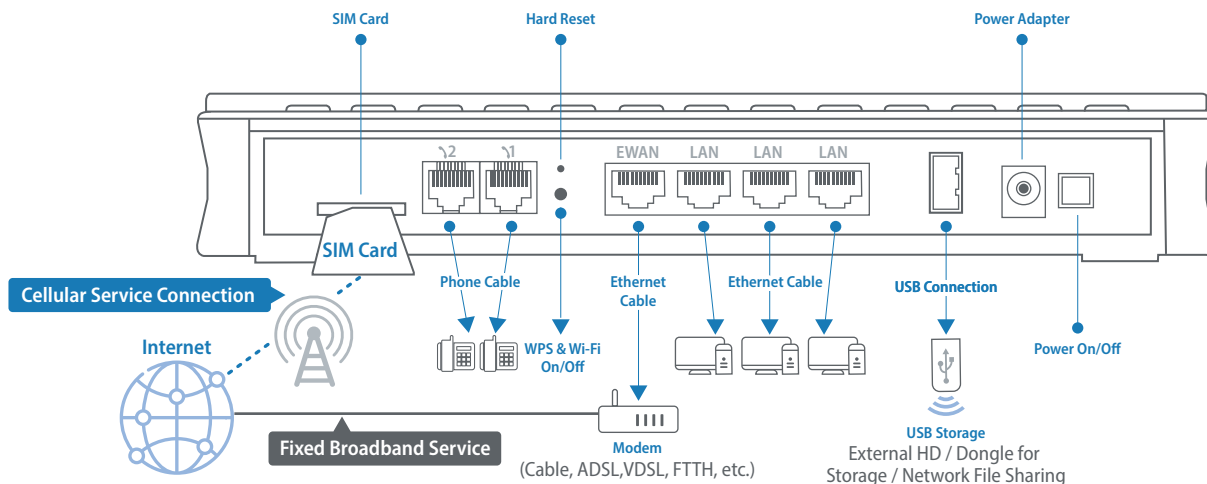 SIM Card
Hard Reset
Power Adapter
2
1
EWAN
LAN
LAN
LAN
SIM Card
Cellular Service Connection
Phone Cable
Ethernet
Cable
Ethernet Cable
USB Connection
Internet
WPS & Wi-Fi
On/Off
Power On/Off
Fixed Broadband Service
Modem
(Cable, ADSL,VDSL, FTTH, etc.)
USB Storage
External HD / Dongle for
Storage / Network File Sharing